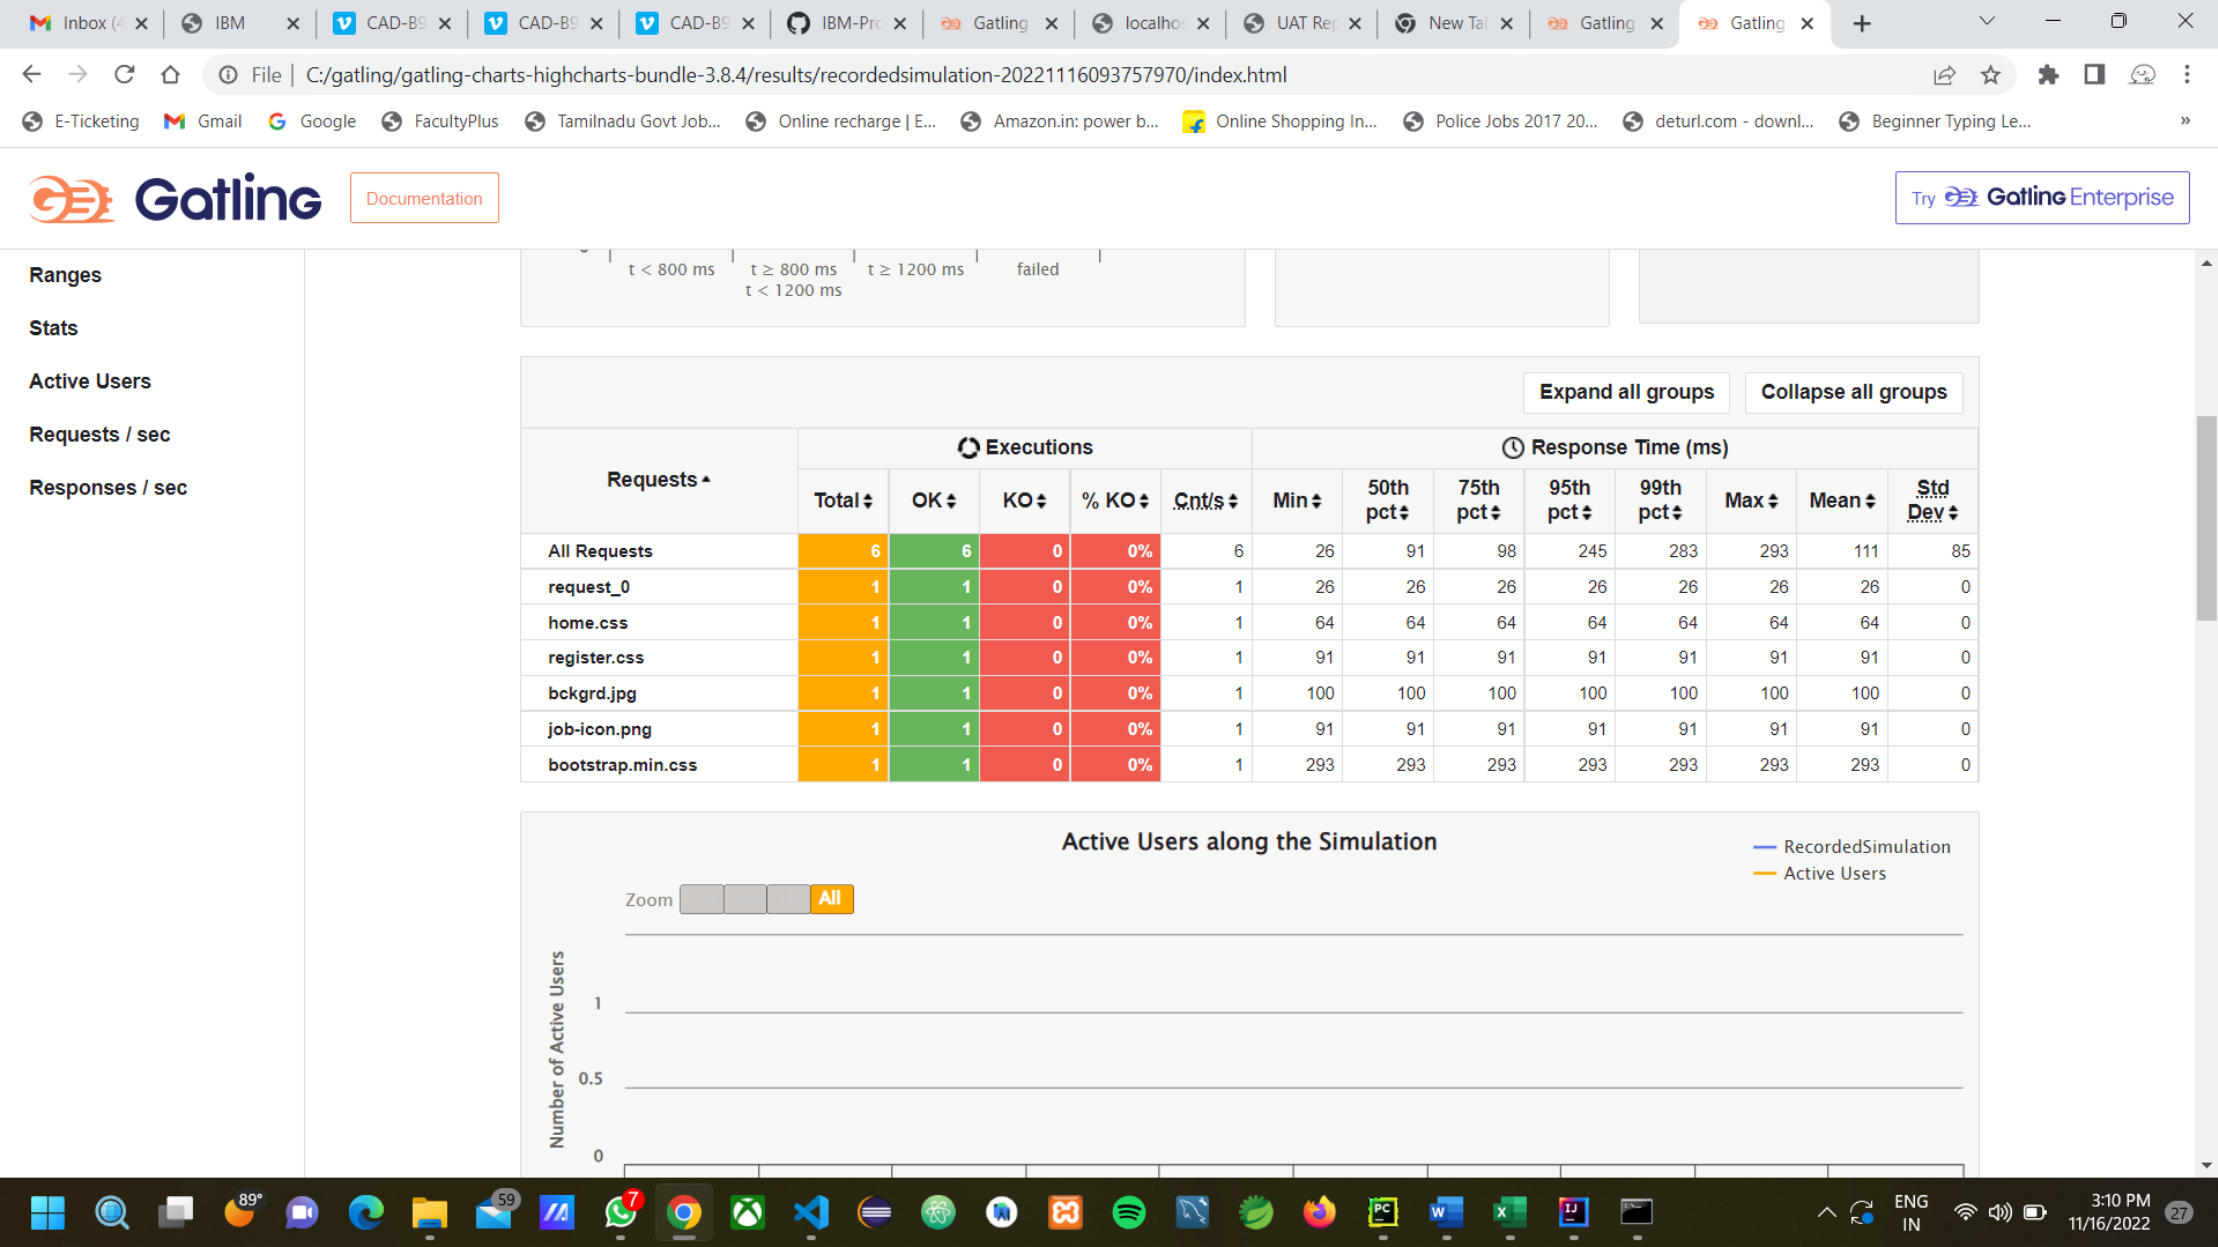 Inbox (4
IBM
CAD-B9
CAD-B9
CAD-B9
IBM-Pro
Gatling
localhos
UAT Rep
New Tab
Gatling
Gatling
File | C:/gatling/gatling-charts-highcharts-bundle-3.8.4/results/recordedsimulation-20221116093757970/index.html
E-Ticketing Gmail Google FacultyPlus Tamilnadu Govt Job... Online recharge | E... Amazon.in: power b... Online Shopping In... Police Jobs 2017 20... deturl.com - downl... Beginner Typing Le... »
Gatling Documentation Try Gatling Enterprise
Ranges
Stats
Active Users
Requests / sec
Responses / sec
t < 800 ms t ≥ 800 ms t ≥ 1200 ms failed
t < 1200 ms
Expand all groups Collapse all groups
Requests Executions Response Time (ms)
Total OK KO % KO Cnt/s Min 50th pct 75th pct 95th pct 99th pct Max Mean Std Dev
All Requests 6 6 0 0% 6 26 91 98 245 283 293 111 85
request_0 1 1 0 0% 1 26 26 26 26 26 26 26 0
home.css 1 1 0 0% 1 64 64 64 64 64 64 64 0
register.css 1 1 0 0% 1 91 91 91 91 91 91 91 0
bckgrd.jpg 1 1 0 0% 1 100 100 100 100 100 100 100 0
job-icon.png 1 1 0 0% 1 91 91 91 91 91 91 91 0
bootstrap.min.css 1 1 0 0% 1 293 293 293 293 293 293 293 0
Active Users along the Simulation
RecordedSimulation
Active Users
Zoom All
Number of Active Users
1
0.5
0
89°
59
7
PC
W
X
IJ
ENG
IN
3:10 PM
11/16/2022
27